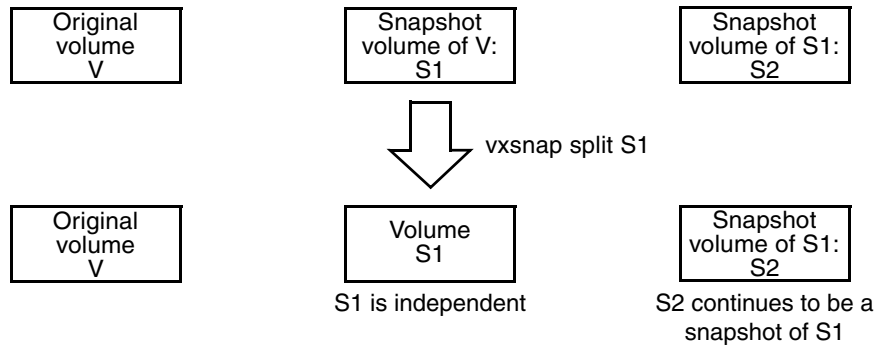 Original
volume
V
Snapshot
volume of V:
S1
Snapshot
volume of S1:
S2
vxsnap split S1
Original
volume
V
Volume
S1
Snapshot
volume of S1:
S2
S1 is independent
S2 continues to be a
snapshot of S1